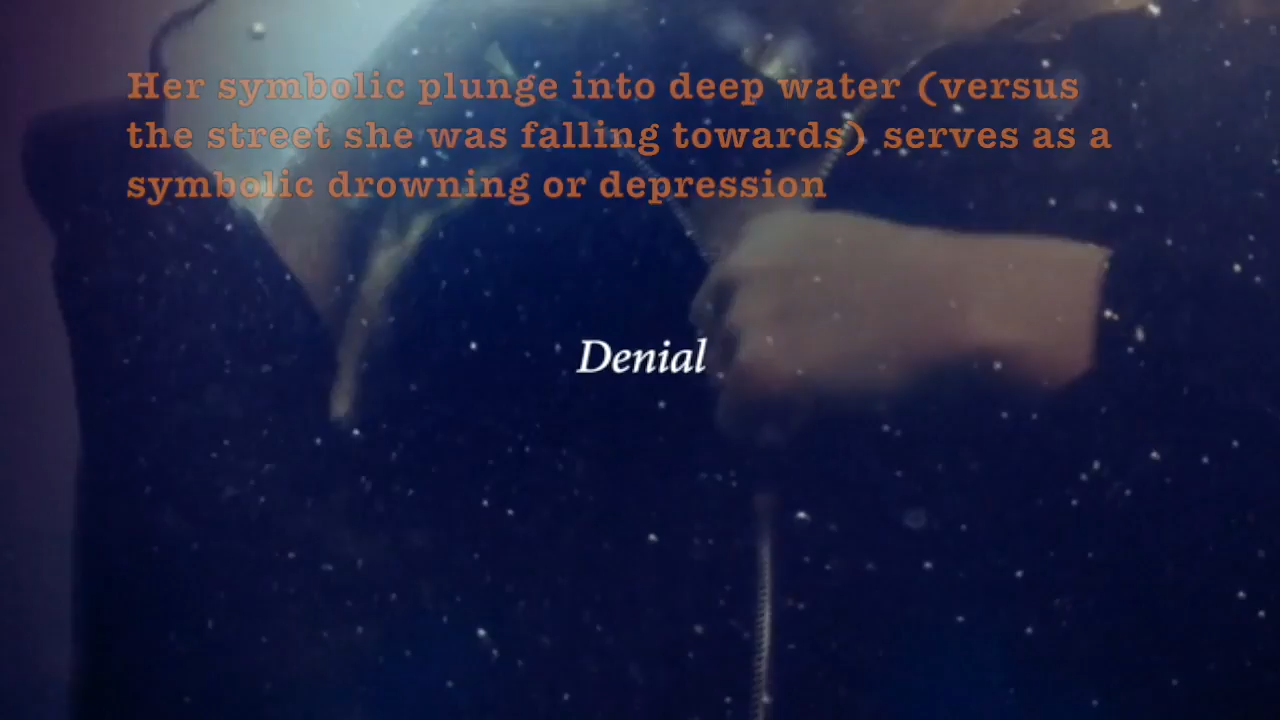 Her symbolic plunge into deep water (versus
the street she was falling towards) serves as a
symbolic drowning or depression
Denial